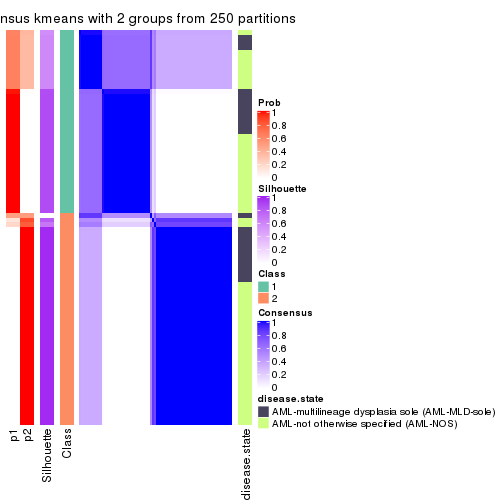 nsus kmeans with 2 groups from 250 partitions
Prob
1
0.8
0.6
0.4
0.2
0
Silhouette
1
0.8
0.6
0.4
0.2
0
Class
1
2
Consensus
1
0.8
0.6
0.4
0.2
0
disease.state
AML-multilineage dysplasia sole (AML-MLD-sole)
AML-not otherwise specified (AML-NOS)
p1
p2
Silhouette
Class
disease.state